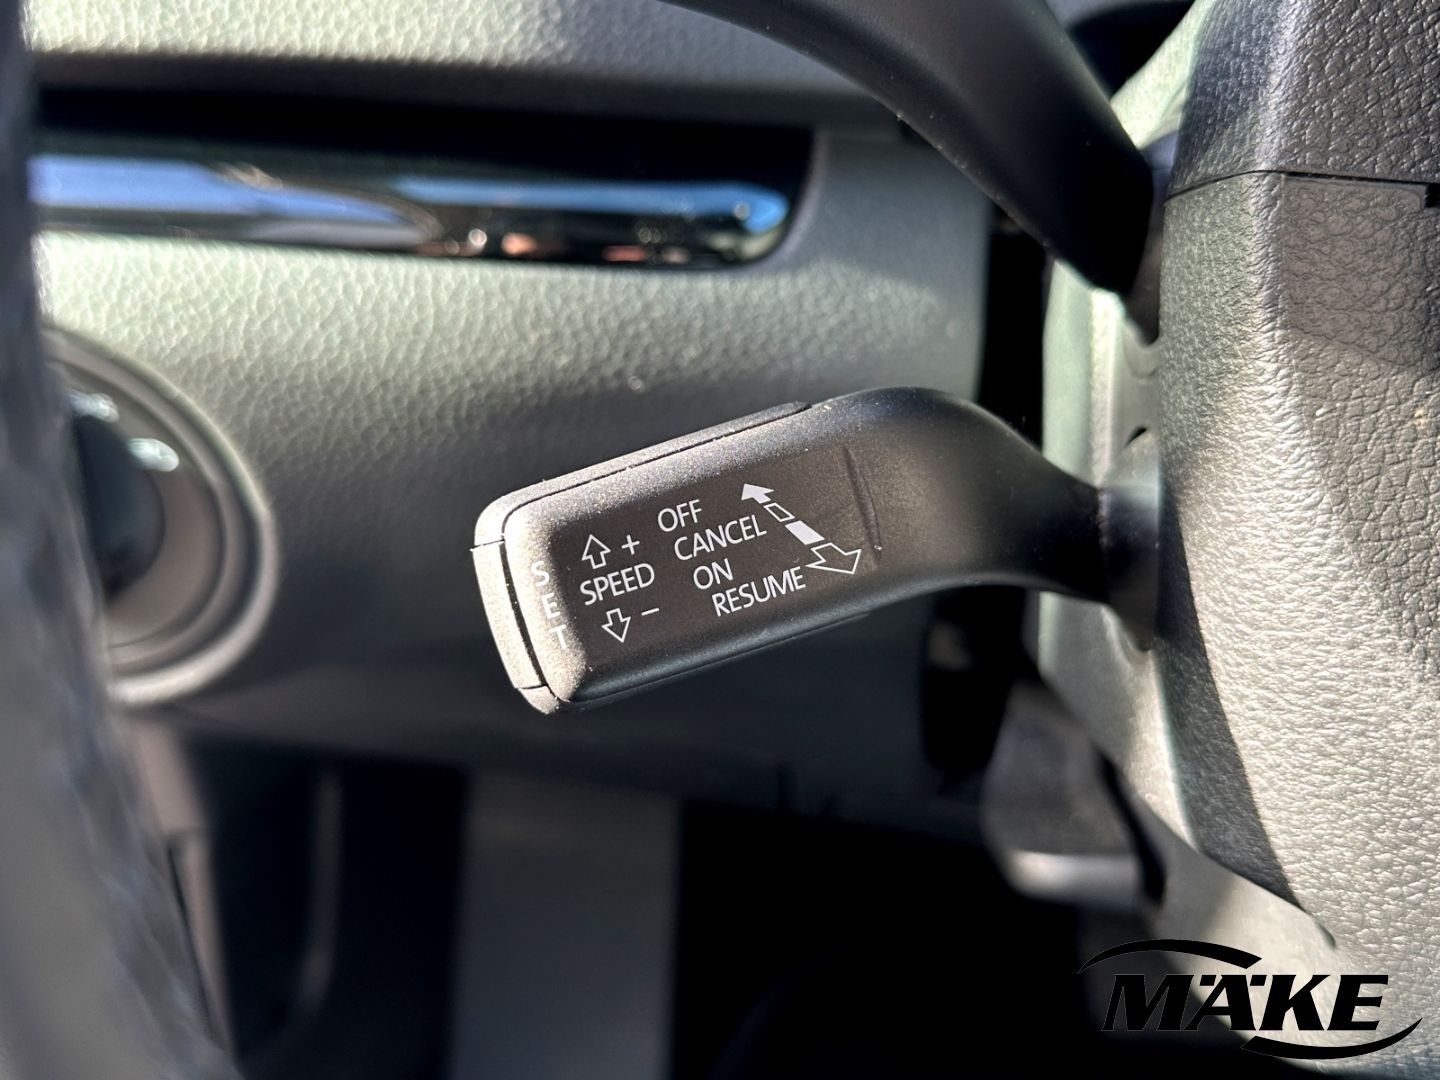 OFF
CANCEL
ON
RESUME
+
SPEED
−
SET
MÄKE